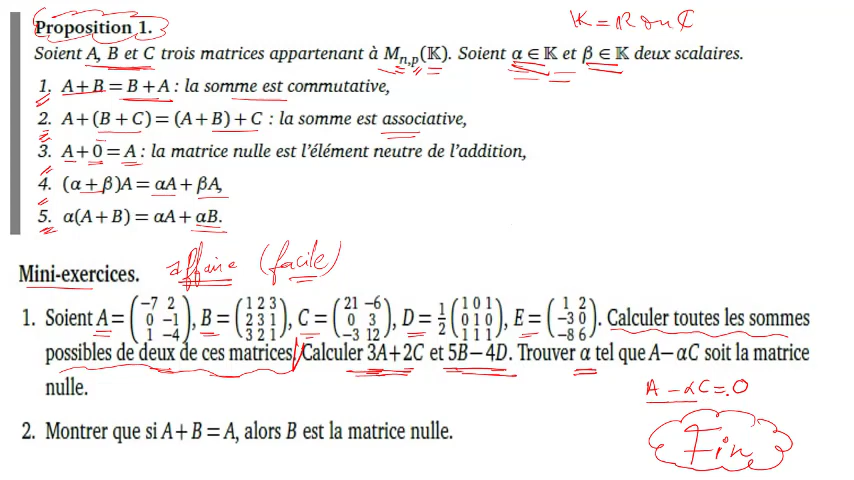 Proposition 1.
𝕂 = ℝ ou ℂ
Soient A, B et C trois matrices appartenant à Mₙ,ₚ(𝕂). Soient α ∈ 𝕂 et β ∈ 𝕂 deux scalaires.
1. A + B = B + A : la somme est commutative,
2. A + (B + C) = (A + B) + C : la somme est associative,
3. A + 0 = A : la matrice nulle est l'élément neutre de l'addition,
4. (α + β)A = αA + βA,
5. α(A + B) = αA + αB.
Mini-exercices. (facile)
1. Soient A = (−7 2 ; 0 −1 ; 1 −4), B = (1 2 3 ; 2 3 1 ; 3 2 1), C = (21 −6 ; 0 3 ; −3 12), D = 1/2 (1 0 1 ; 0 1 0 ; 1 1 1), E = (1 2 ; −3 0 ; −8 6). Calculer toutes les sommes
possibles de deux de ces matrices. Calculer 3A+2C et 5B−4D. Trouver α tel que A−αC soit la matrice
nulle.
A − αC = 0
2. Montrer que si A + B = A, alors B est la matrice nulle.
Fin